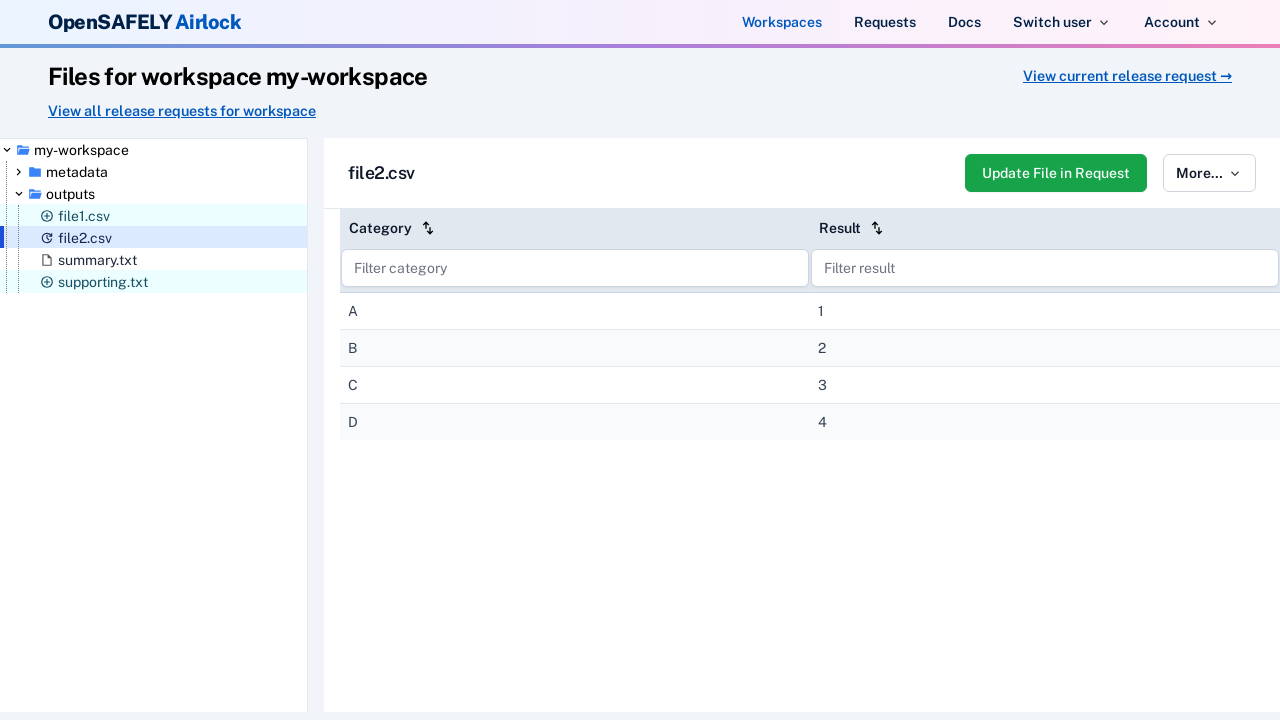 OpenSAFELY Airlock
Workspaces
Requests
Docs
Switch user
Account
Files for workspace my-workspace
View current release request →
View all release requests for workspace
my-workspace
metadata
outputs
file1.csv
file2.csv
summary.txt
supporting.txt
file2.csv
Update File in Request
More...
Category
Result
Filter category
Filter result
A 1
B 2
C 3
D 4